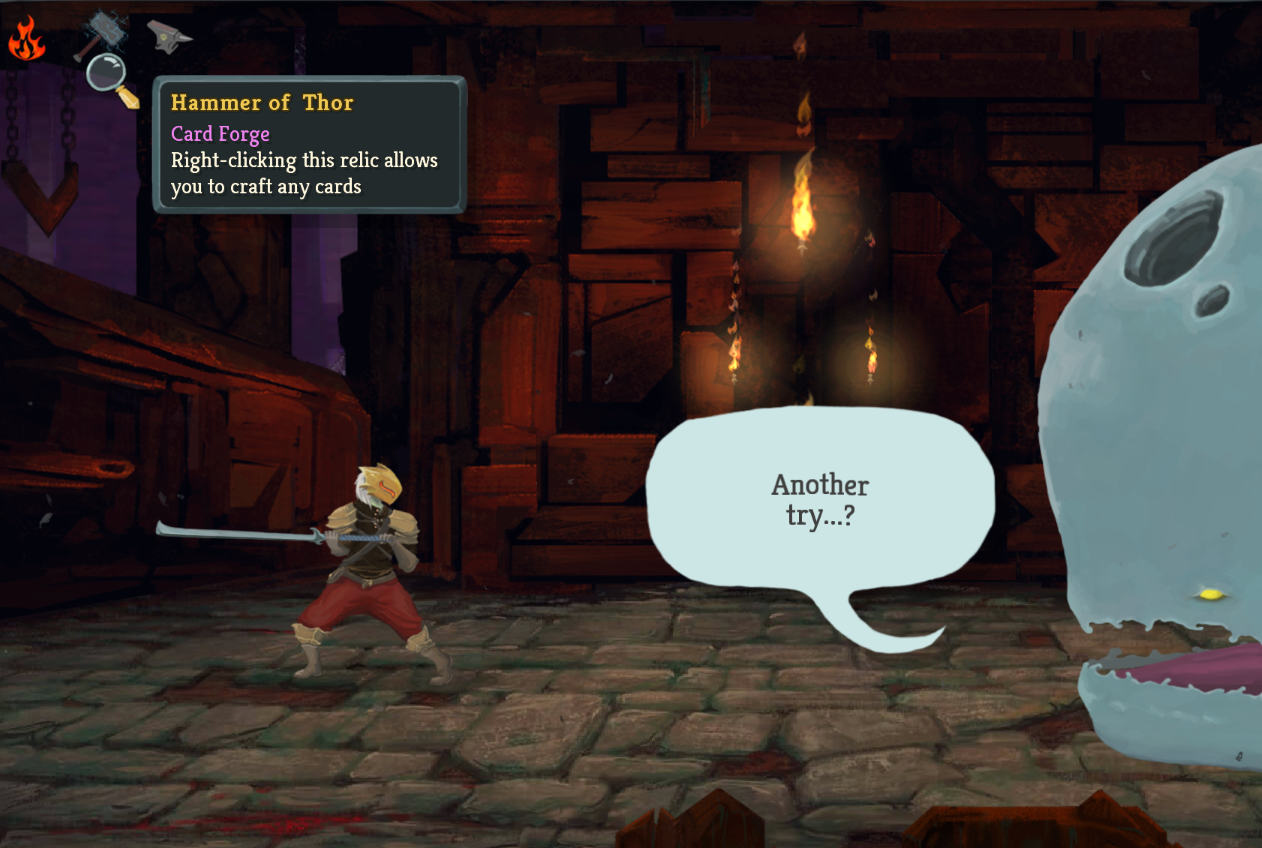 Hammer of Thor
Card Forge
Right-clicking this relic allows
you to craft any cards
Another
try...?